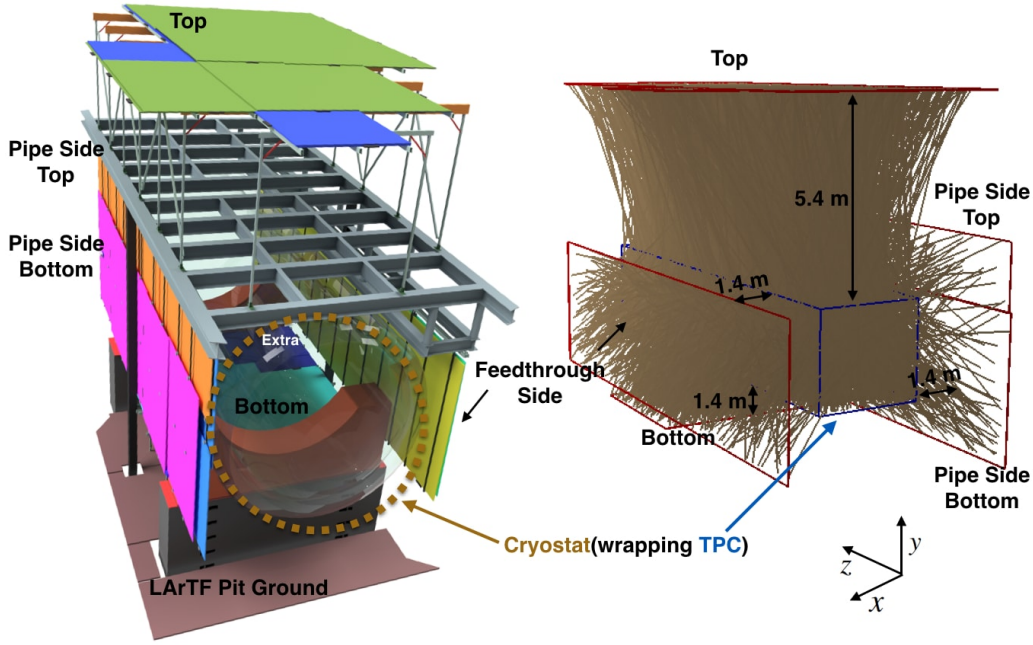 Top
Pipe Side
Top
Pipe Side
Bottom
Extra
Bottom
Feedthrough
Side
Cryostat(wrapping TPC)
LArTF Pit Ground
Top
5.4 m
Pipe Side
Top
1.4 m
1.4 m
1.4 m
Bottom
Pipe Side
Bottom
y
z
x